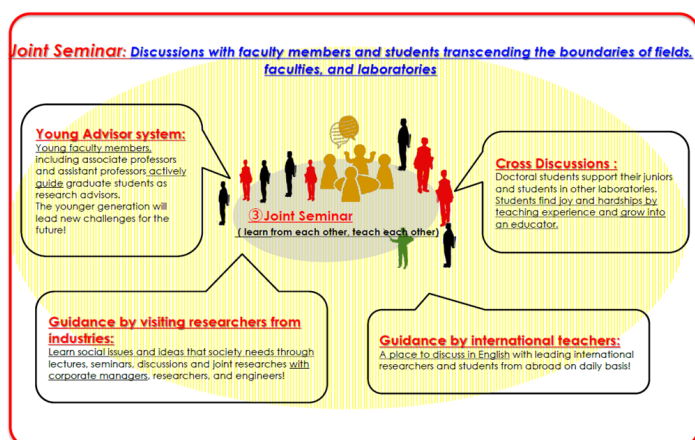 Joint Seminar: Discussions with faculty members and students transcending the boundaries of fields,
faculties, and laboratories
Young Advisor system:
Young faculty members,
including associate professors
and assistant professors actively
guide graduate students as
research advisors.
The younger generation will
lead new challenges for the
future!
Cross Discussions :
Doctoral students support their juniors
and students in other laboratories.
Students find joy and hardships by
teaching experience and grow into
an educator.
③Joint Seminar
( learn from each other, teach each other)
Guidance by visiting researchers from
industries:
Learn social issues and ideas that society needs through
lectures, seminars, discussions and joint researches with
corporate managers, researchers, and engineers!
Guidance by international teachers:
A place to discuss in English with leading international
researchers and students from abroad on daily basis!